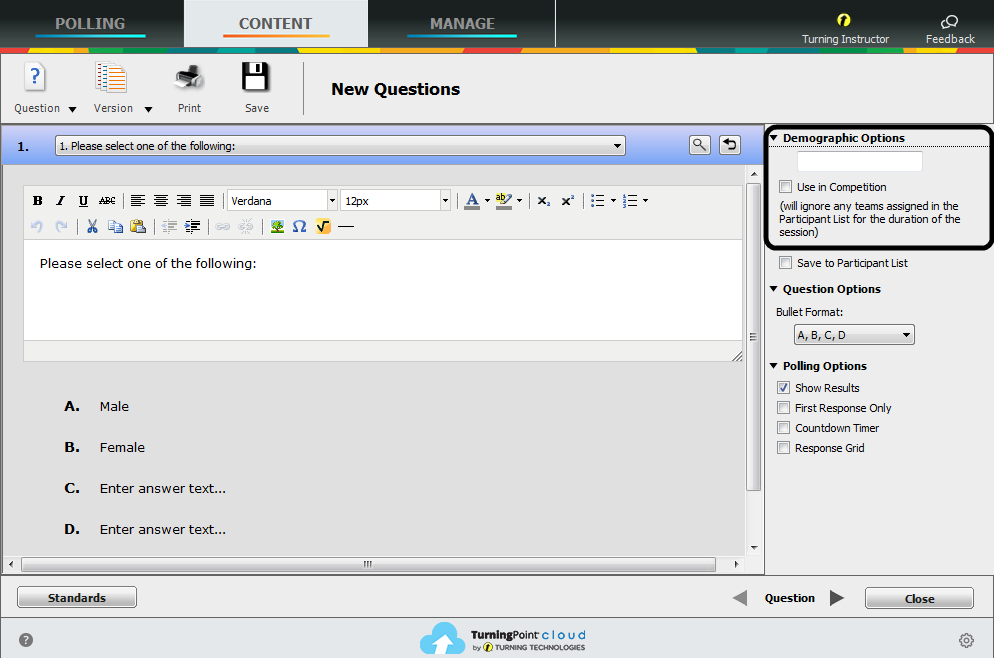 POLLING
CONTENT
MANAGE
Turning Instructor
Feedback
Question
Version
Print
Save
New Questions
1.
1. Please select one of the following:
B I U ABC
Verdana
12px
A
ab
x₂ x²
Ω
√
Please select one of the following:
A. Male
B. Female
C. Enter answer text...
D. Enter answer text...
Demographic Options
Use in Competition
(will ignore any teams assigned in the
Participant List for the duration of the
session)
Save to Participant List
Question Options
Bullet Format:
A, B, C, D
Polling Options
Show Results
First Response Only
Countdown Timer
Response Grid
Standards
Question
Close
?
TurningPoint cloud
by TURNING TECHNOLOGIES